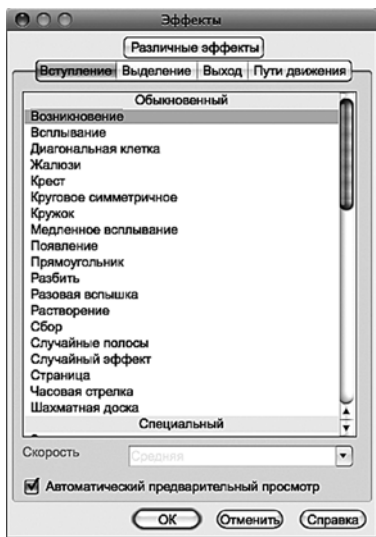 Эффекты
Различные эффекты
Вступление Выделение Выход Пути движения
Обыкновенный
Возникновение
Всплывание
Диагональная клетка
Жалюзи
Крест
Круговое симметричное
Кружок
Медленное всплывание
Появление
Прямоугольник
Разбить
Разовая вспышка
Растворение
Сбор
Случайные полосы
Случайный эффект
Страница
Часовая стрелка
Шахматная доска
Специальный
Скорость Средняя
Автоматический предварительный просмотр
ОК Отменить Справка